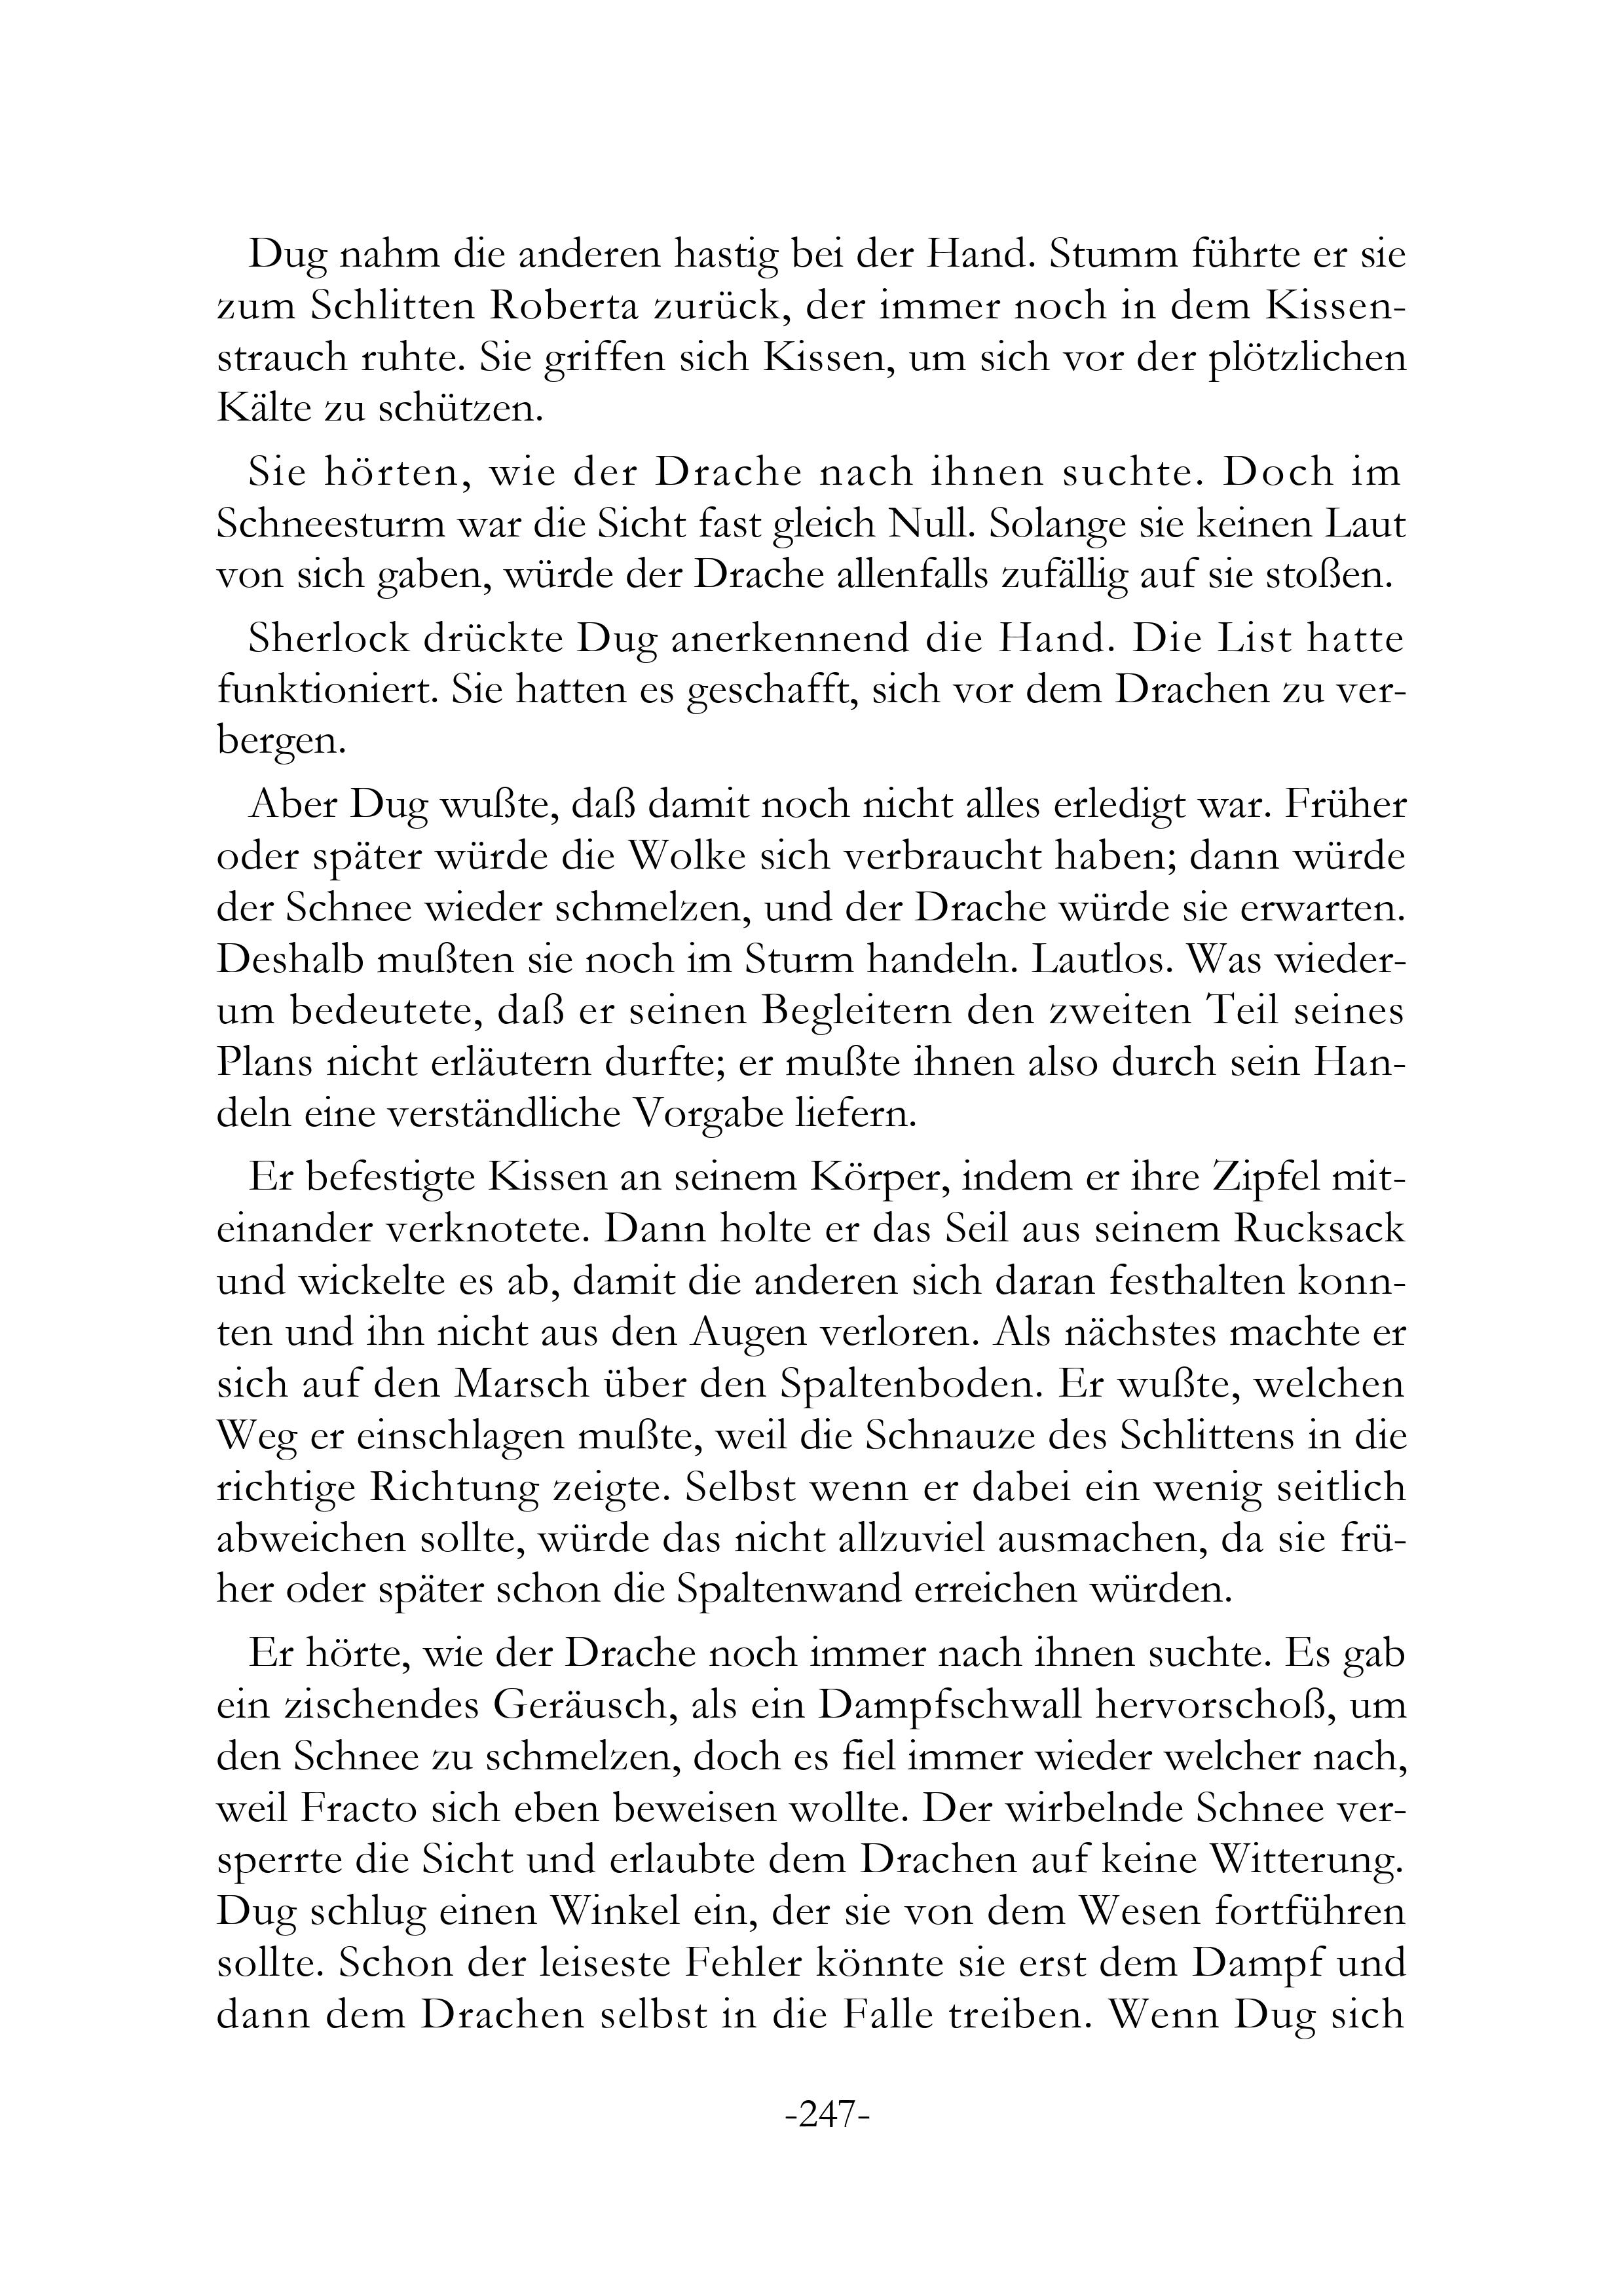 Dug nahm die anderen hastig bei der Hand. Stumm führte er sie
zum Schlitten Roberta zurück, der immer noch in dem Kissen-
strauch ruhte. Sie griffen sich Kissen, um sich vor der plötzlichen
Kälte zu schützen.
Sie hörten, wie der Drache nach ihnen suchte. Doch im
Schneesturm war die Sicht fast gleich Null. Solange sie keinen Laut
von sich gaben, würde der Drache allenfalls zufällig auf sie stoßen.
Sherlock drückte Dug anerkennend die Hand. Die List hatte
funktioniert. Sie hatten es geschafft, sich vor dem Drachen zu ver-
bergen.
Aber Dug wußte, daß damit noch nicht alles erledigt war. Früher
oder später würde die Wolke sich verbraucht haben; dann würde
der Schnee wieder schmelzen, und der Drache würde sie erwarten.
Deshalb mußten sie noch im Sturm handeln. Lautlos. Was wieder-
um bedeutete, daß er seinen Begleitern den zweiten Teil seines
Plans nicht erläutern durfte; er mußte ihnen also durch sein Han-
deln eine verständliche Vorgabe liefern.
Er befestigte Kissen an seinem Körper, indem er ihre Zipfel mit-
einander verknotete. Dann holte er das Seil aus seinem Rucksack
und wickelte es ab, damit die anderen sich daran festhalten konn-
ten und ihn nicht aus den Augen verloren. Als nächstes machte er
sich auf den Marsch über den Spaltenboden. Er wußte, welchen
Weg er einschlagen mußte, weil die Schnauze des Schlittens in die
richtige Richtung zeigte. Selbst wenn er dabei ein wenig seitlich
abweichen sollte, würde das nicht allzuviel ausmachen, da sie frü-
her oder später schon die Spaltenwand erreichen würden.
Er hörte, wie der Drache noch immer nach ihnen suchte. Es gab
ein zischendes Geräusch, als ein Dampfschwall hervorschoß, um
den Schnee zu schmelzen, doch es fiel immer wieder welcher nach,
weil Fracto sich eben beweisen wollte. Der wirbelnde Schnee ver-
sperrte die Sicht und erlaubte dem Drachen auf keine Witterung.
Dug schlug einen Winkel ein, der sie von dem Wesen fortführen
sollte. Schon der leiseste Fehler könnte sie erst dem Dampf und
dann dem Drachen selbst in die Falle treiben. Wenn Dug sich
-247-